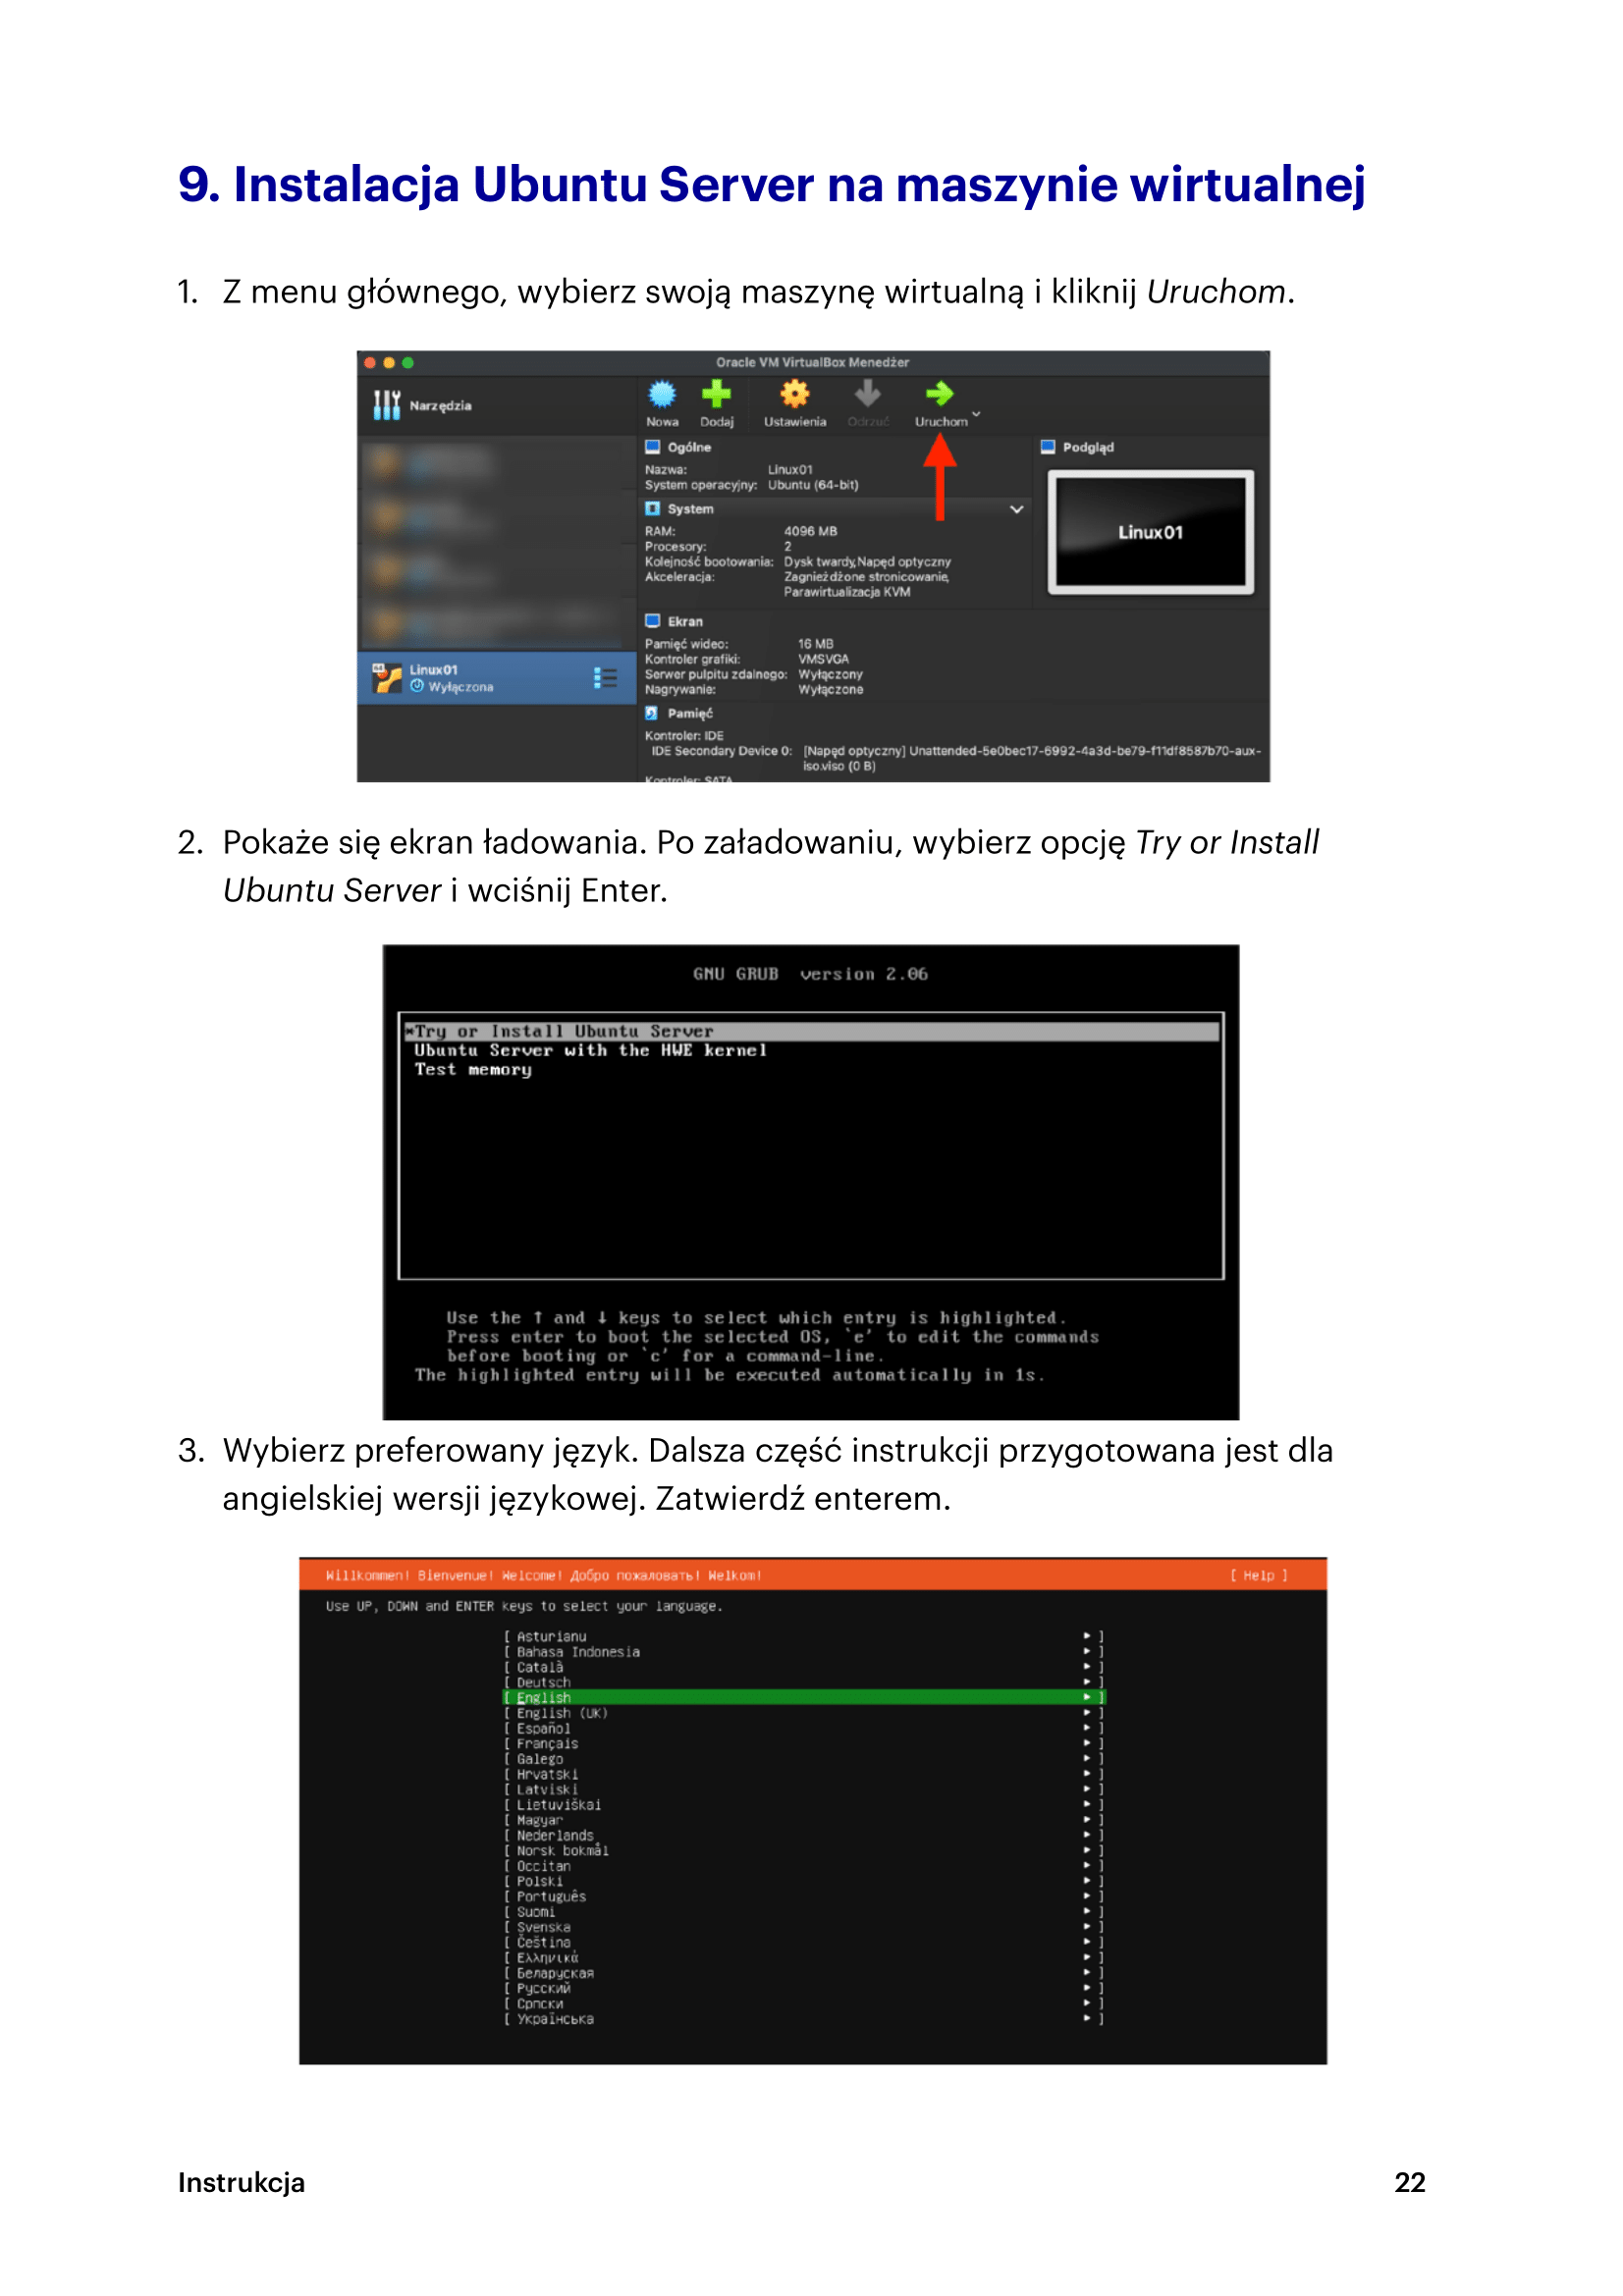 9. Instalacja Ubuntu Server na maszynie wirtualnej
1. Z menu głównego, wybierz swoją maszynę wirtualną i kliknij Uruchom.
Oracle VM VirtualBox Menedżer
Narzędzia
Nowa Dodaj Ustawienia Odrzuć Uruchom
Ogólne
Nazwa: Linux01
System operacyjny: Ubuntu (64-bit)
System
RAM: 4096 MB
Procesory: 2
Kolejność bootowania: Dysk twardy, Napęd optyczny
Akceleracja: Zagnieżdżone stronicowanie,
Parawirtualizacja KVM
Podgląd
Linux01
Ekran
Pamięć wideo: 16 MB
Kontroler grafiki: VMSVGA
Serwer pulpitu zdalnego: Wyłączony
Nagrywanie: Wyłączone
Linux01
Wyłączona
Pamięć
Kontroler: IDE
IDE Secondary Device 0: [Napęd optyczny] Unattended-5e0bec17-6992-4a3d-be79-f11df8587b70-aux-
iso.viso (0 B)
Kontroler: SATA
2. Pokaże się ekran ładowania. Po załadowaniu, wybierz opcję Try or Install
Ubuntu Server i wciśnij Enter.
GNU GRUB version 2.06
*Try or Install Ubuntu Server
Ubuntu Server with the HWE kernel
Test memory
Use the ↑ and ↓ keys to select which entry is highlighted.
Press enter to boot the selected OS, `e' to edit the commands
before booting or `c' for a command-line.
The highlighted entry will be executed automatically in 1s.
3. Wybierz preferowany język. Dalsza część instrukcji przygotowana jest dla
angielskiej wersji językowej. Zatwierdź enterem.
Willkommen! Bienvenue! Welcome! Добро пожаловать! Welkom! [ Help ]
Use UP, DOWN and ENTER keys to select your language.
[ Asturianu ▸ ]
[ Bahasa Indonesia ▸ ]
[ Català ▸ ]
[ Deutsch ▸ ]
[ English ▸ ]
[ English (UK) ▸ ]
[ Español ▸ ]
[ Français ▸ ]
[ Galego ▸ ]
[ Hrvatski ▸ ]
[ Latviski ▸ ]
[ Lietuviškai ▸ ]
[ Magyar ▸ ]
[ Nederlands ▸ ]
[ Norsk bokmål ▸ ]
[ Occitan ▸ ]
[ Polski ▸ ]
[ Português ▸ ]
[ Suomi ▸ ]
[ Svenska ▸ ]
[ Čeština ▸ ]
[ Ελληνικά ▸ ]
[ Беларуская ▸ ]
[ Русский ▸ ]
[ Српски ▸ ]
[ Українська ▸ ]
Instrukcja 22